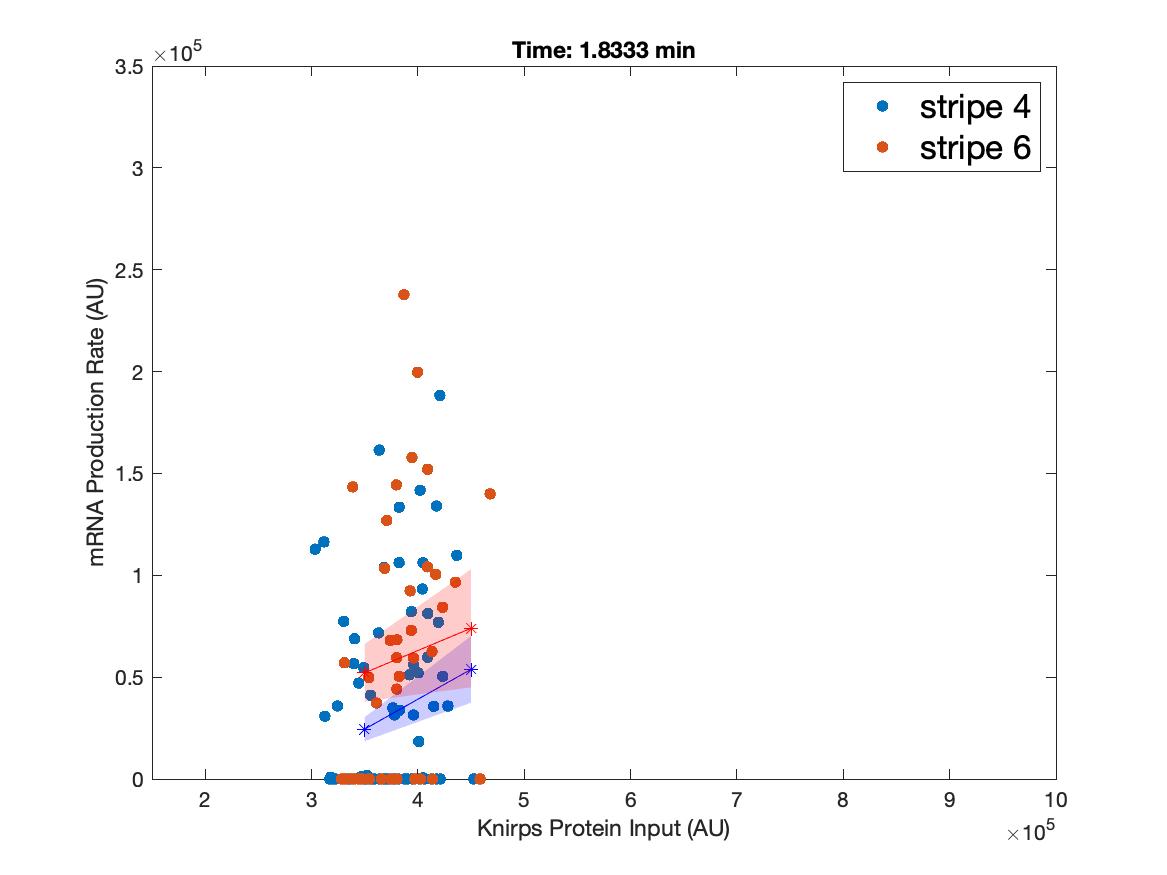 Time: 1.8333 min
×10⁵
3.5
3
2.5
2
1.5
1
0.5
0
mRNA Production Rate (AU)
stripe 4
stripe 6
2 3 4 5 6 7 8 9 10
Knirps Protein Input (AU)
×10⁵